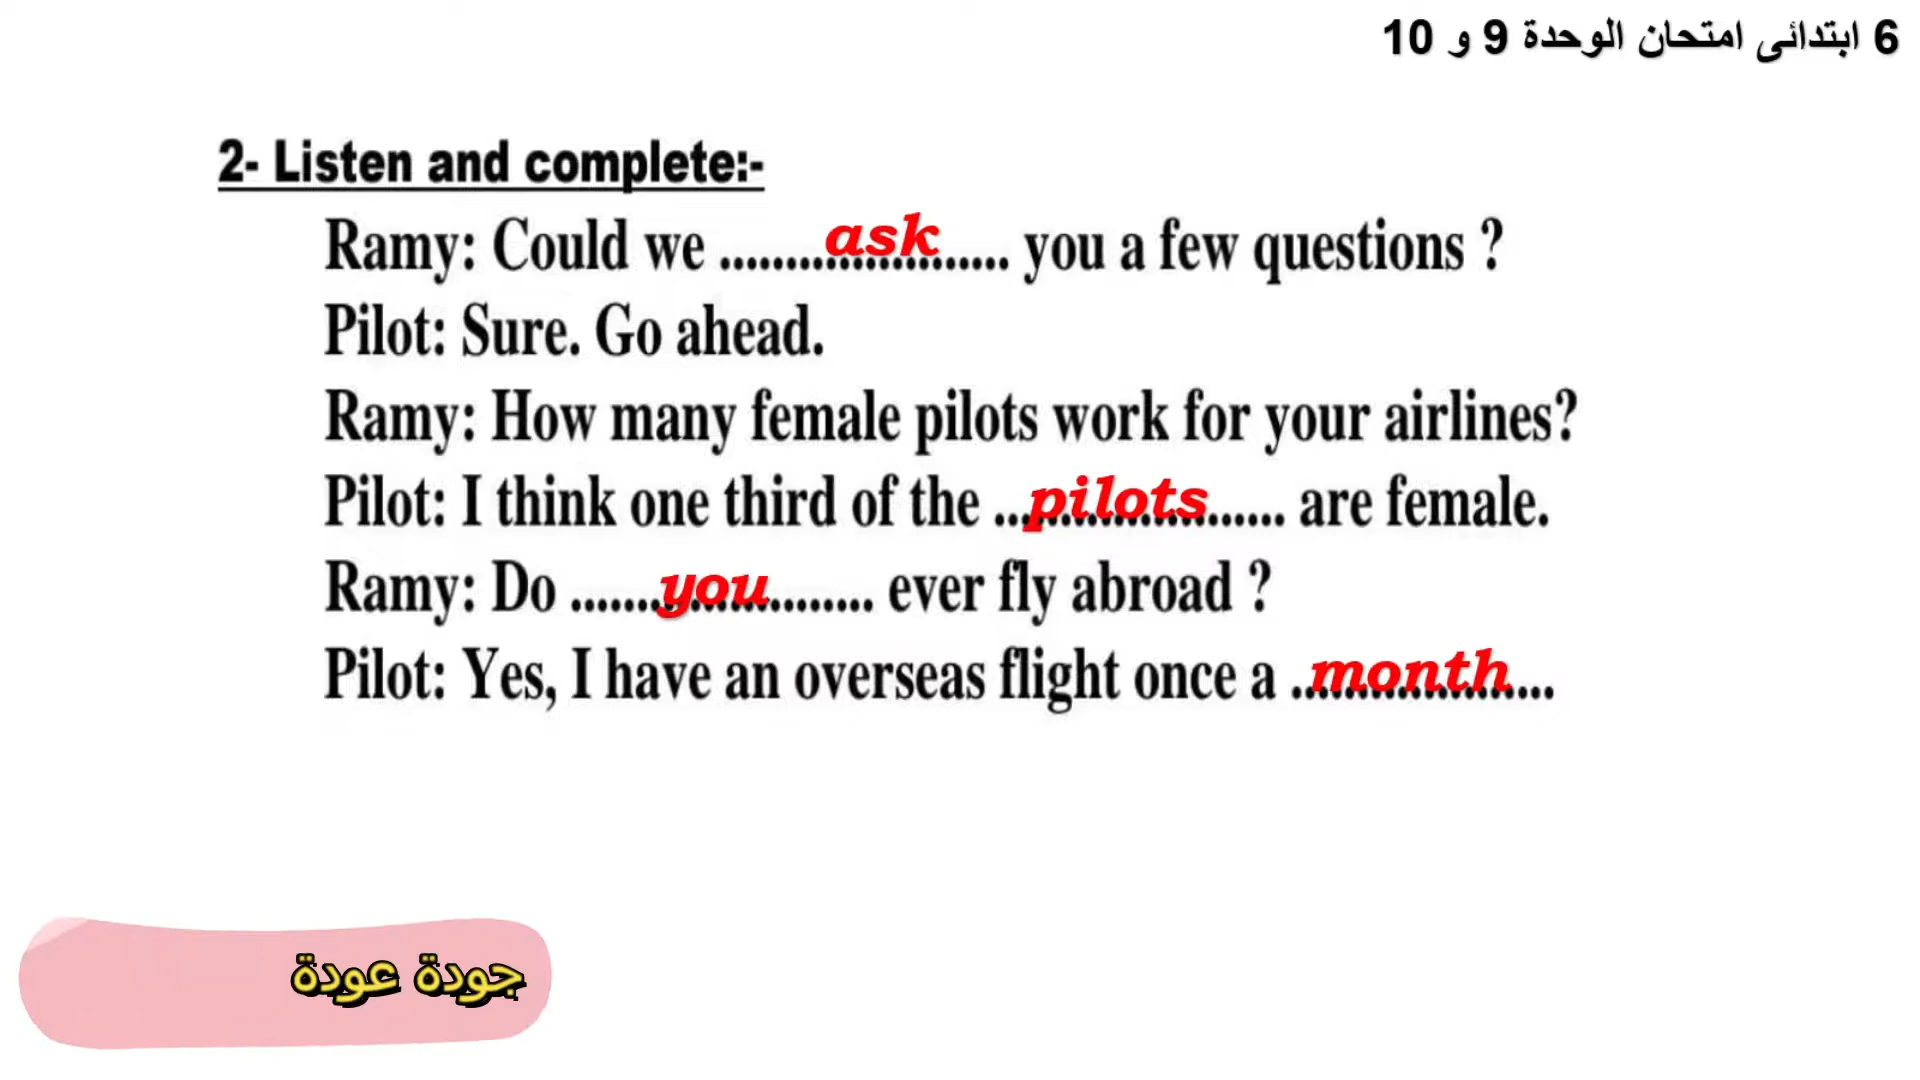 6 ابتدائى امتحان الوحدة 9 و 10
2- Listen and complete:-
Ramy: Could we ......... ask ......... you a few questions ?
Pilot: Sure. Go ahead.
Ramy: How many female pilots work for your airlines?
Pilot: I think one third of the ... pilots ...... are female.
Ramy: Do ....... you ........ ever fly abroad ?
Pilot: Yes, I have an overseas flight once a .. month ...
جودة عودة